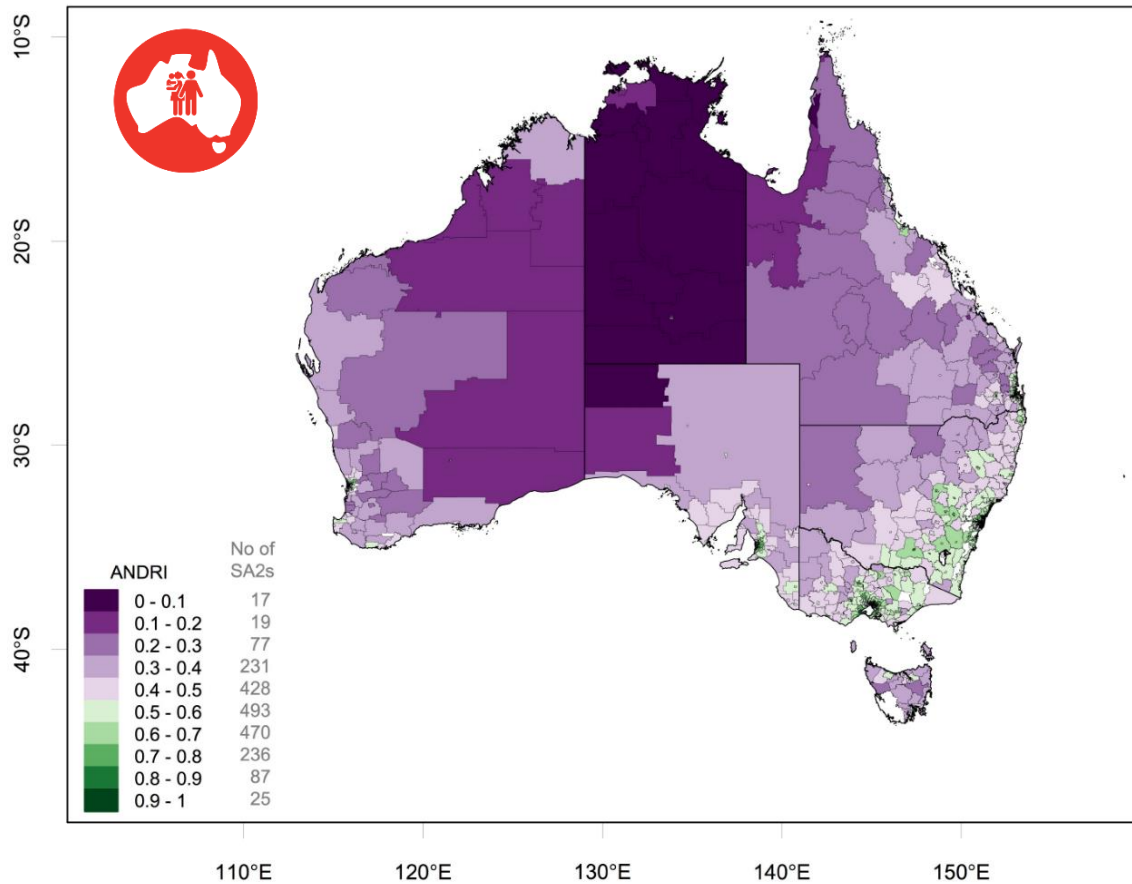 10°S
20°S
30°S
40°S
No of
SA2s
ANDRI
0 - 0.1 17
0.1 - 0.2 19
0.2 - 0.3 77
0.3 - 0.4 231
0.4 - 0.5 428
0.5 - 0.6 493
0.6 - 0.7 470
0.7 - 0.8 236
0.8 - 0.9 87
0.9 - 1 25
110°E 120°E 130°E 140°E 150°E